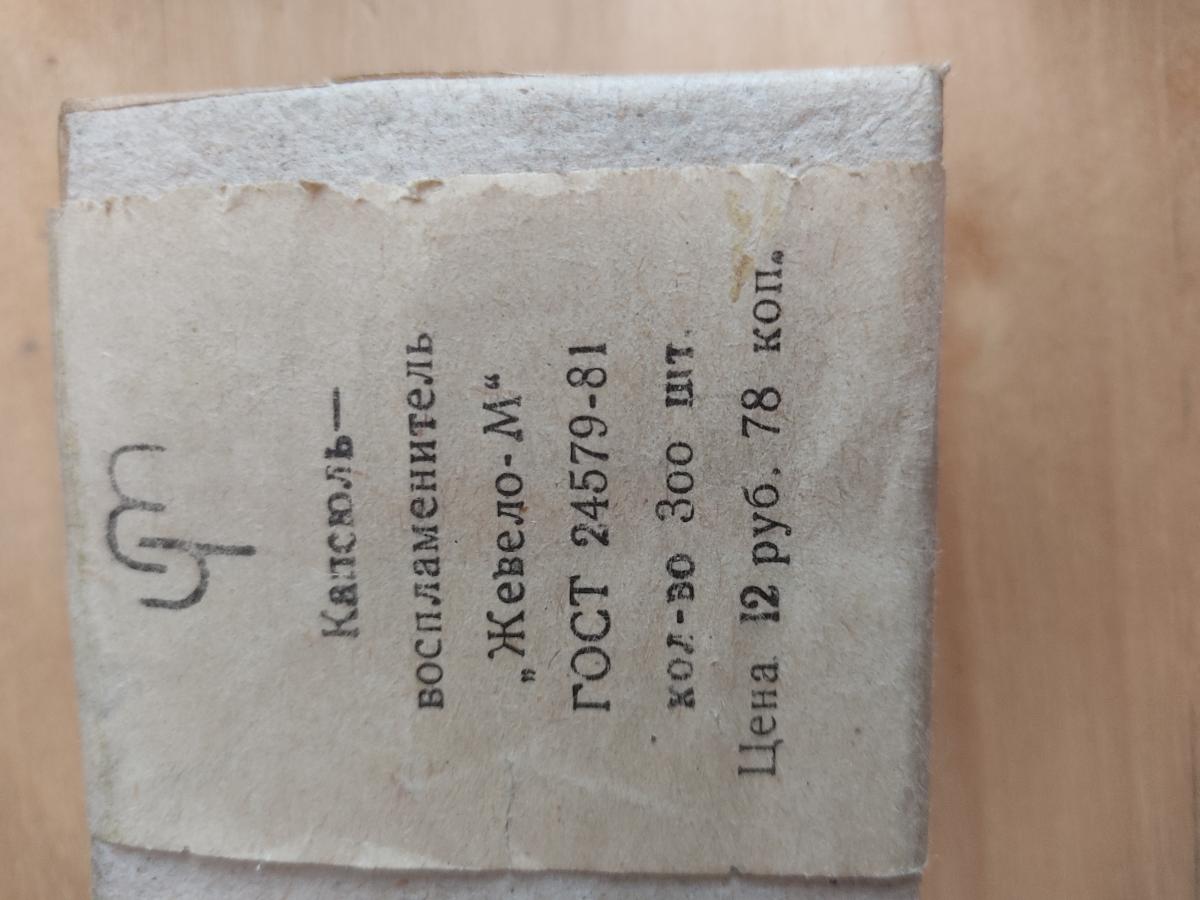 Капсюль—
воспламенитель
„Жевело-М“
ГОСТ 24579-81
кол-во 300 шт.
Цена 12 руб. 78 коп.